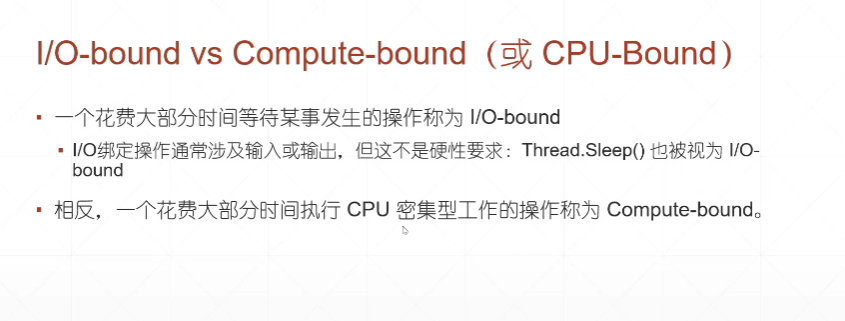 I/O-bound vs Compute-bound（或 CPU-Bound）
▪ 一个花费大部分时间等待某事发生的操作称为 I/O-bound
▪ I/O绑定操作通常涉及输入或输出，但这不是硬性要求：Thread.Sleep() 也被视为 I/O-
bound
▪ 相反，一个花费大部分时间执行 CPU 密集型工作的操作称为 Compute-bound。